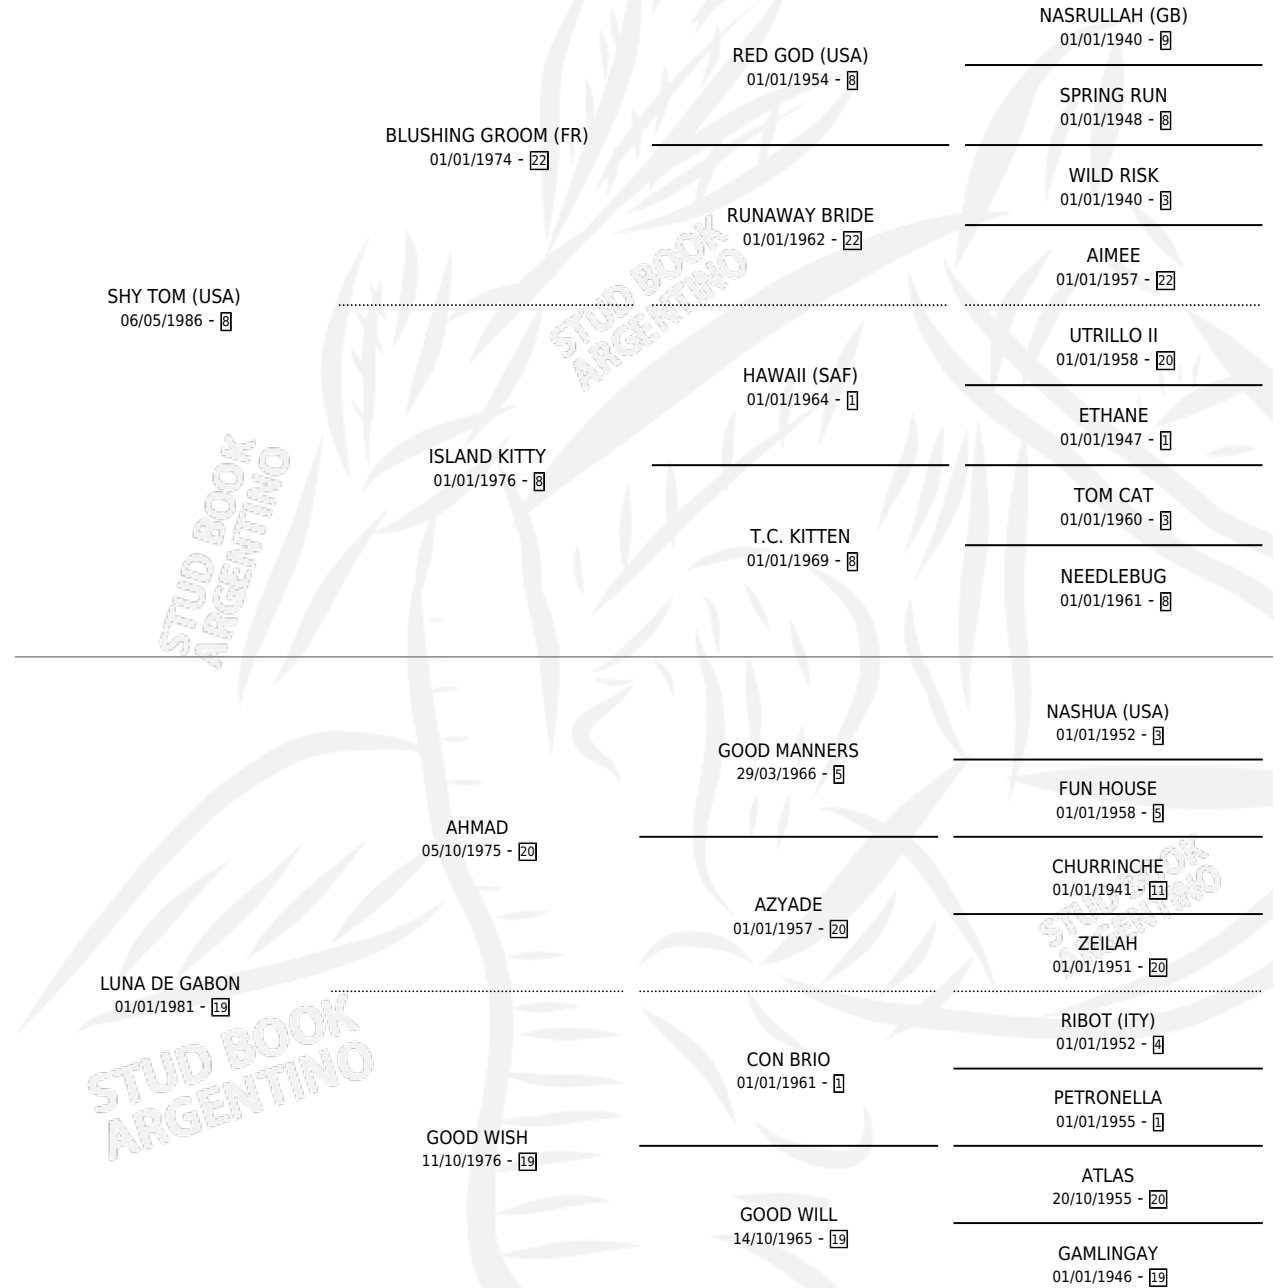 NASRULLAH (GB)
01/01/1940 - 9
RED GOD (USA)
01/01/1954 - 8
SPRING RUN
01/01/1948 - 8
BLUSHING GROOM (FR)
01/01/1974 - 22
WILD RISK
01/01/1940 - 3
RUNAWAY BRIDE
01/01/1962 - 22
AIMEE
01/01/1957 - 22
SHY TOM (USA)
06/05/1986 - 8
UTRILLO II
01/01/1958 - 20
HAWAII (SAF)
01/01/1964 - 1
ETHANE
01/01/1947 - 1
ISLAND KITTY
01/01/1976 - 8
TOM CAT
01/01/1960 - 3
T.C. KITTEN
01/01/1969 - 8
NEEDLEBUG
01/01/1961 - 8
NASHUA (USA)
01/01/1952 - 3
GOOD MANNERS
29/03/1966 - 5
FUN HOUSE
01/01/1958 - 5
AHMAD
05/10/1975 - 20
CHURRINCHE
01/01/1941 - 11
AZYADE
01/01/1957 - 20
ZEILAH
01/01/1951 - 20
LUNA DE GABON
01/01/1981 - 19
RIBOT (ITY)
01/01/1952 - 4
CON BRIO
01/01/1961 - 1
PETRONELLA
01/01/1955 - 1
GOOD WISH
11/10/1976 - 19
ATLAS
20/10/1955 - 20
GOOD WILL
14/10/1965 - 19
GAMLINGAY
01/01/1946 - 19
STUD BOOK
ARGENTINO
STUD BOOK
ARGENTINO
STUD BOOK
ARGENTINO
STUD BOOK
ARGENTINO